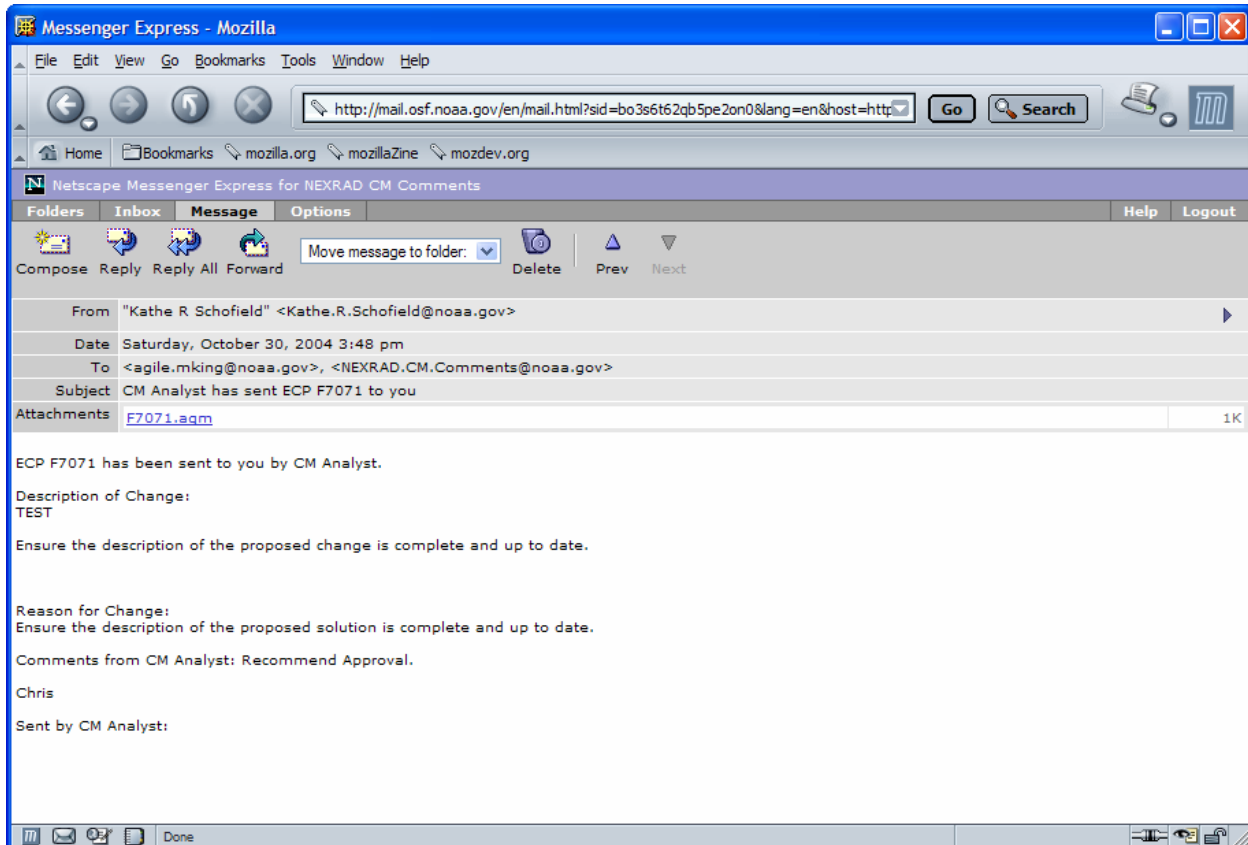 Messenger Express - Mozilla
File Edit View Go Bookmarks Tools Window Help
http://mail.osf.noaa.gov/en/mail.html?sid=bo3s6t62qb5pe2on0&lang=en&host=http Go Search
Home Bookmarks mozilla.org mozillaZine mozdev.org
N Netscape Messenger Express for NEXRAD CM Comments
Folders Inbox Message Options Help Logout
Move message to folder:
Compose Reply Reply All Forward Delete Prev Next
From "Kathe R Schofield" <Kathe.R.Schofield@noaa.gov>
Date Saturday, October 30, 2004 3:48 pm
To <agile.mking@noaa.gov>, <NEXRAD.CM.Comments@noaa.gov>
Subject CM Analyst has sent ECP F7071 to you
Attachments F7071.aqm 1K
ECP F7071 has been sent to you by CM Analyst.
Description of Change:
TEST
Ensure the description of the proposed change is complete and up to date.
Reason for Change:
Ensure the description of the proposed solution is complete and up to date.
Comments from CM Analyst: Recommend Approval.
Chris
Sent by CM Analyst:
Done